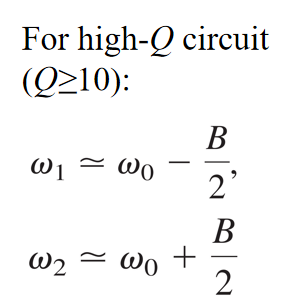 For high-Q circuit
(Q≥10):
ω₁ ≃ ω₀ − B/2,
ω₂ ≃ ω₀ + B/2